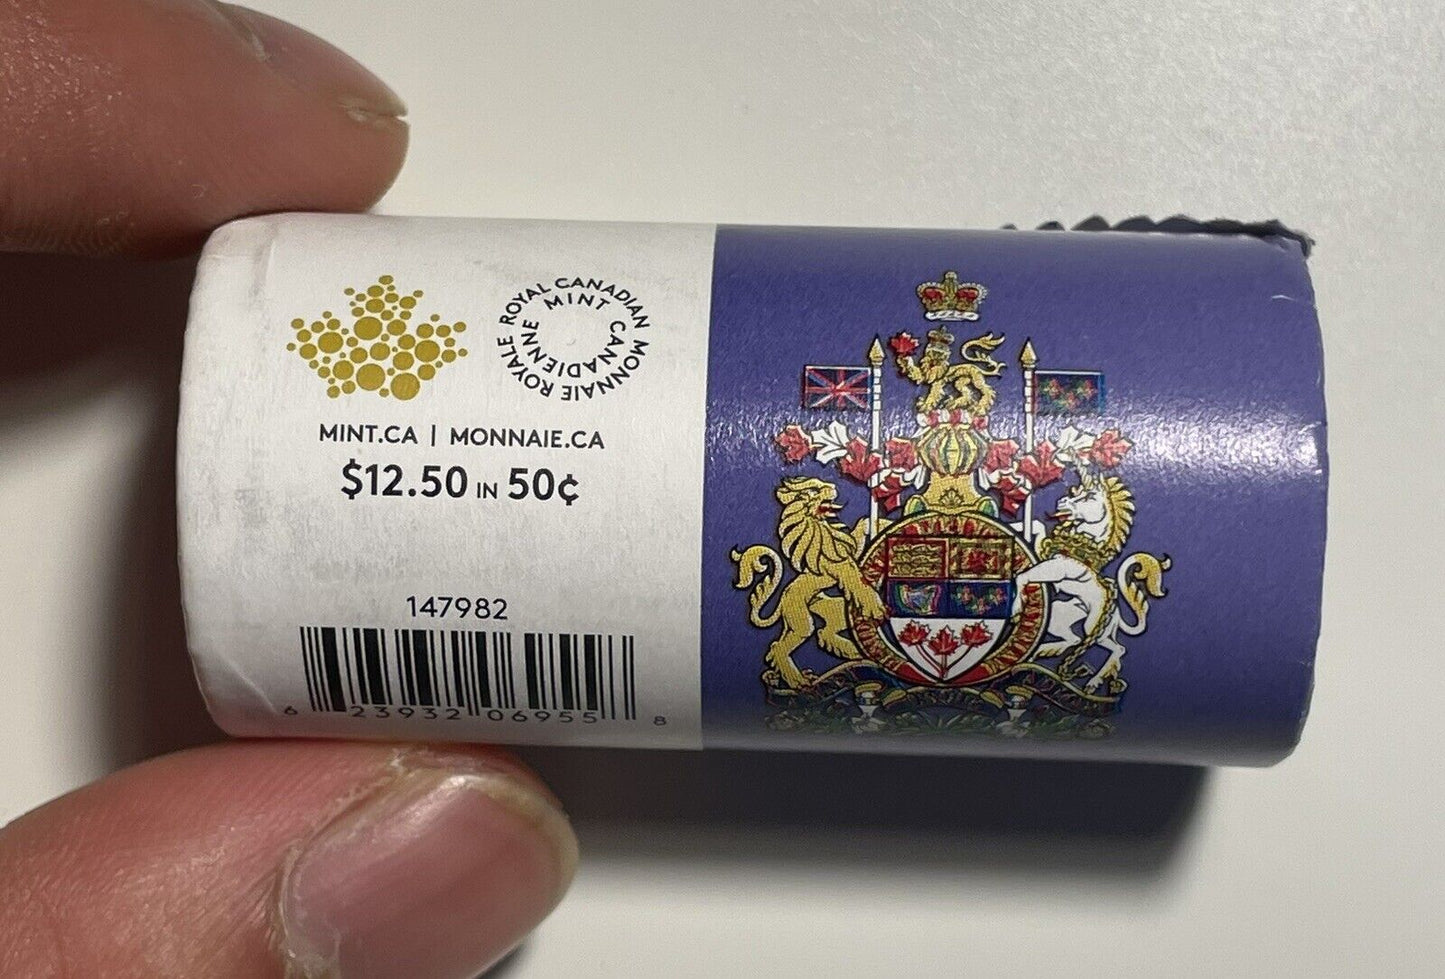 ROYAL CANADIAN MINT
MONNAIE ROYALE CANADIENNE
MINT.CA | MONNAIE.CA
$12.50 IN 50¢
147982
6 23932 06955 8